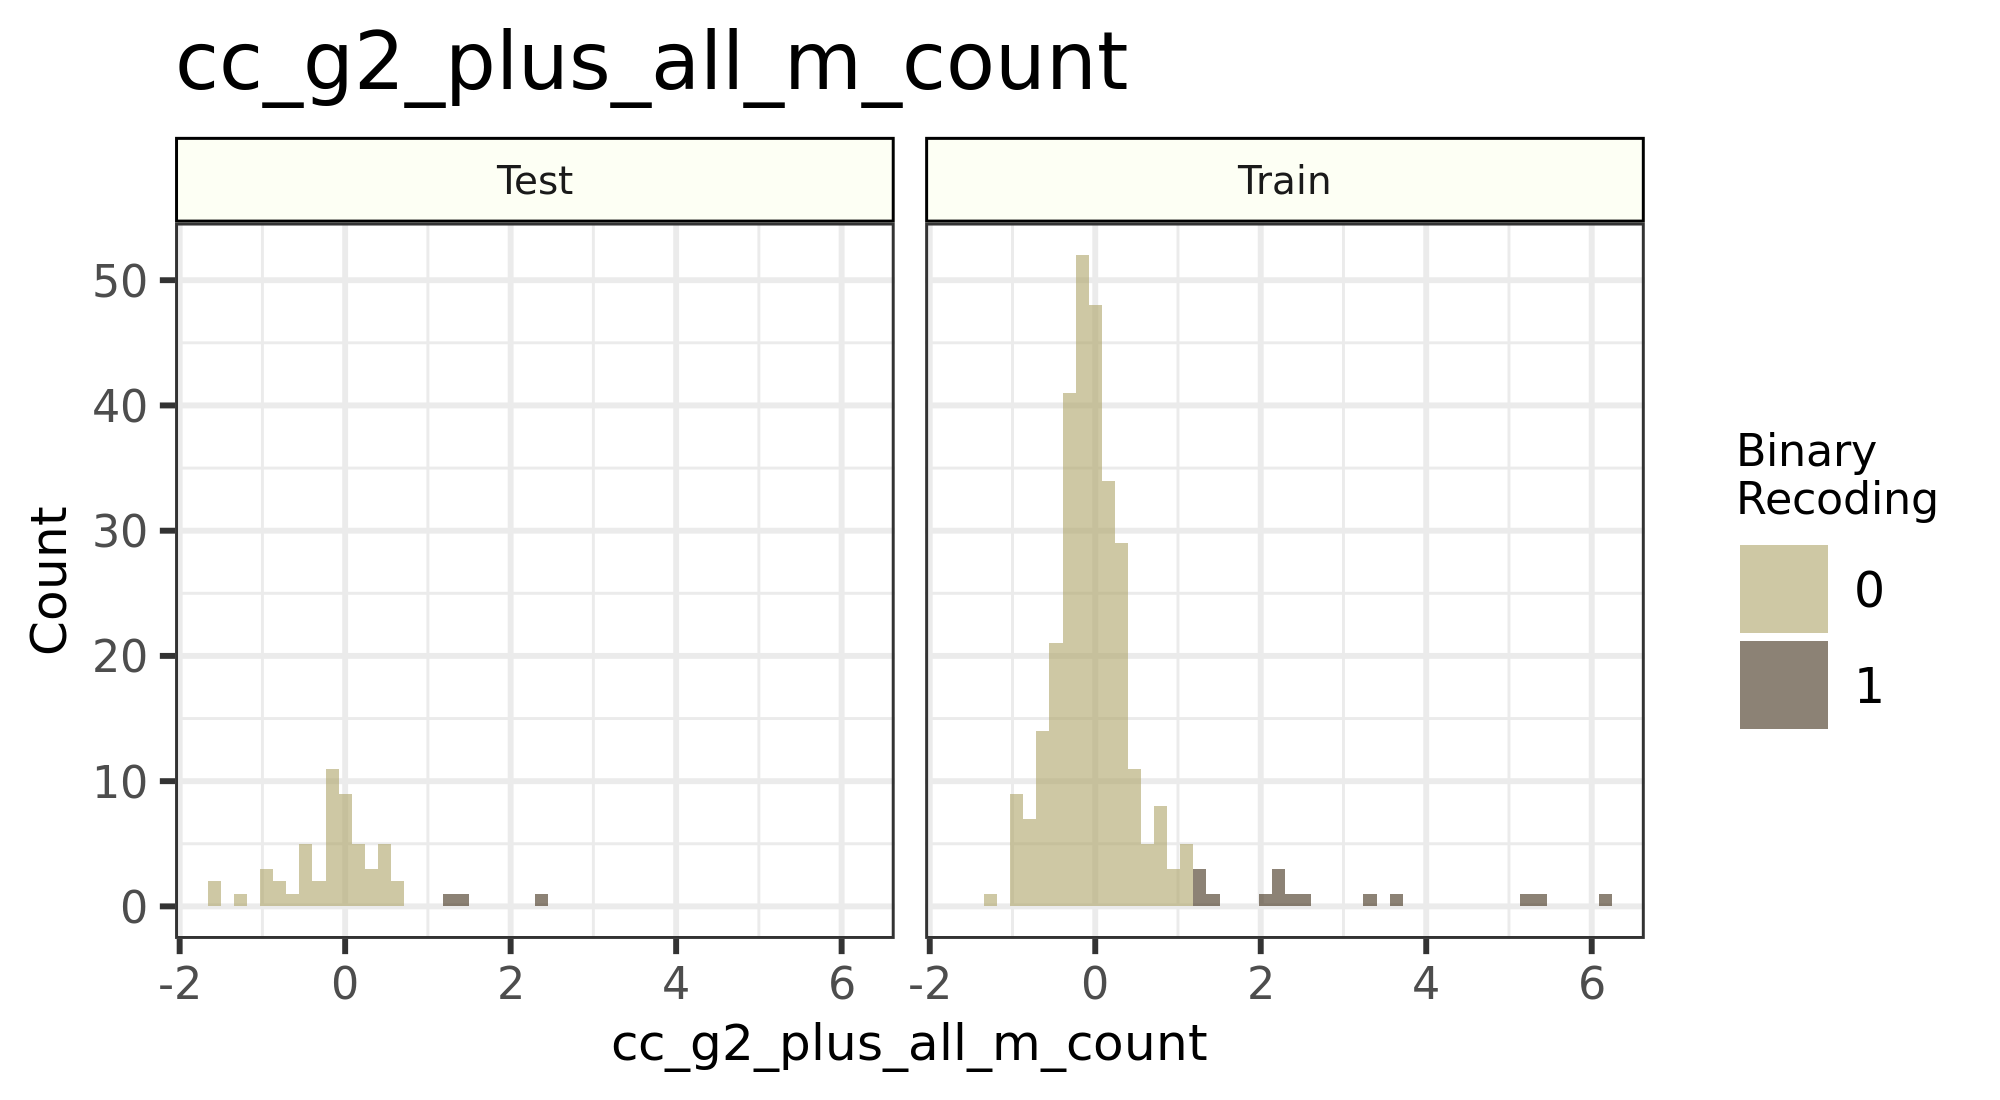 cc_g2_plus_all_m_count
Test
Train
50
40
30
20
10
0
Count
-2 0 2 4 6
-2 0 2 4 6
cc_g2_plus_all_m_count
Binary
Recoding
0
1